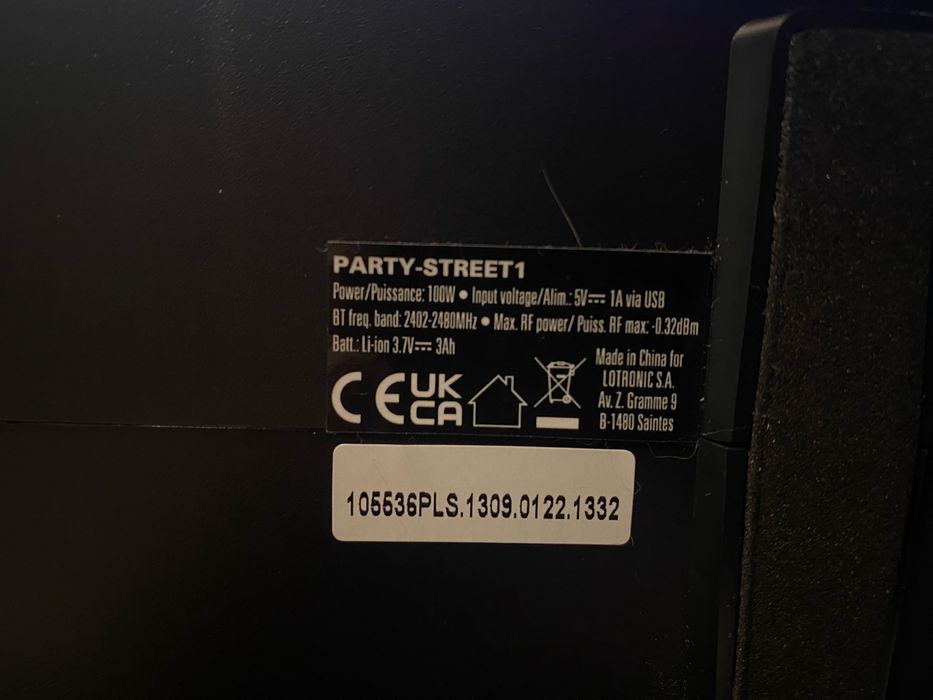 PARTY-STREET1
Power/Puissance: 100W • Input voltage/Alim.: 5V⎓ 1A via USB
BT freq. band: 2402-2480MHz • Max. RF power/ Puiss. RF max: -0.32dBm
Batt.: Li-ion 3.7V⎓ 3Ah
Made in China for
LOTRONIC S.A.
Av. Z. Gramme 9
B-1480 Saintes
CE UK
CA
105536PLS.1309.0122.1332